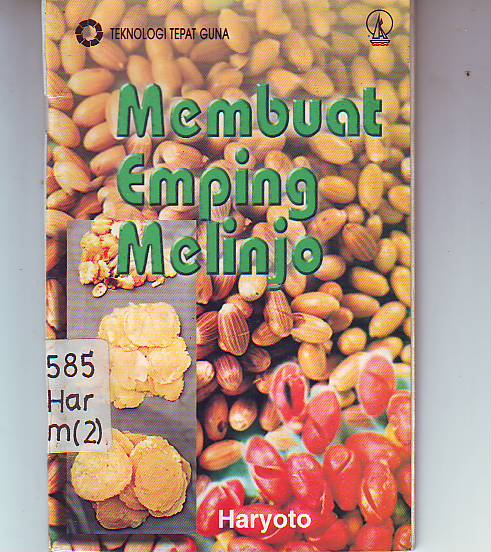 TEKNOLOGI TEPAT GUNA
Membuat
Emping
Melinjo
585
Har
m(2)
Haryoto